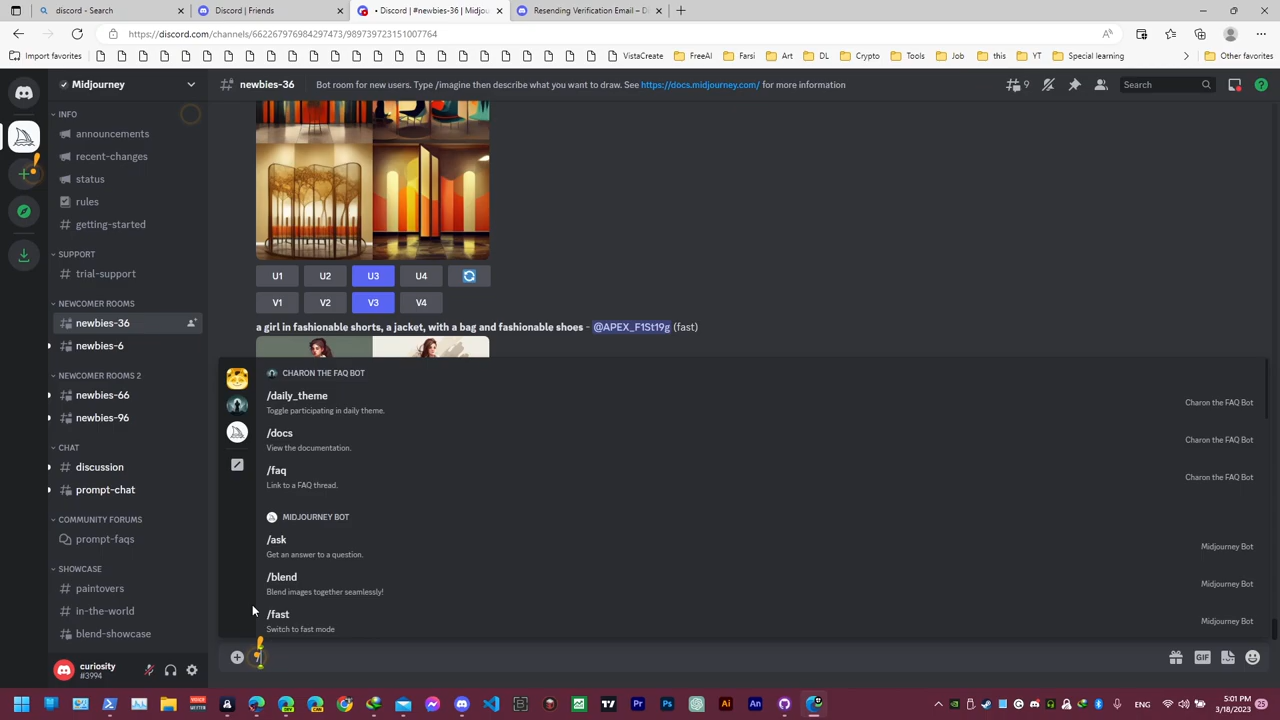 discord - Search
Discord | Friends
• Discord | #newbies-36 | Midjour
Resending Verification Email – D
https://discord.com/channels/662267976984297473/989739723151007764
Import favorites
VistaCreate
FreeAI
Fun
Art
DL
Crypto
Tools
Job
this
YT
Special learning
Other favorites
Midjourney
newbies-36
Bot room for new users. Type /imagine then describe what you want to draw. See https://docs.midjourney.com/ for more information
9
Search
INFO
announcements
recent-changes
status
rules
getting-started
SUPPORT
trial-support
NEWCOMER ROOMS
newbies-36
newbies-6
NEWCOMER ROOMS 2
newbies-66
newbies-96
CHAT
discussion
prompt-chat
COMMUNITY FORUMS
prompt-faqs
SHOWCASE
paintovers
in-the-world
blend-showcase
curiosity
#3994
U1 U2 U3 U4
V1 V2 V3 V4
a girl in fashionable shorts, a jacket, with a bag and fashionable shoes - @APEX_F1St19g (fast)
CHARON THE FAQ BOT
/daily_theme
Toggle participating in daily theme.
Charon the FAQ Bot
/docs
View the documentation.
Charon the FAQ Bot
/faq
Link to a FAQ thread.
Charon the FAQ Bot
MIDJOURNEY BOT
/ask
Get an answer to a question.
Midjourney Bot
/blend
Blend images together seamlessly!
Midjourney Bot
/fast
Switch to fast mode
Midjourney Bot
GIF
ENG
5:01 PM
3/18/2023